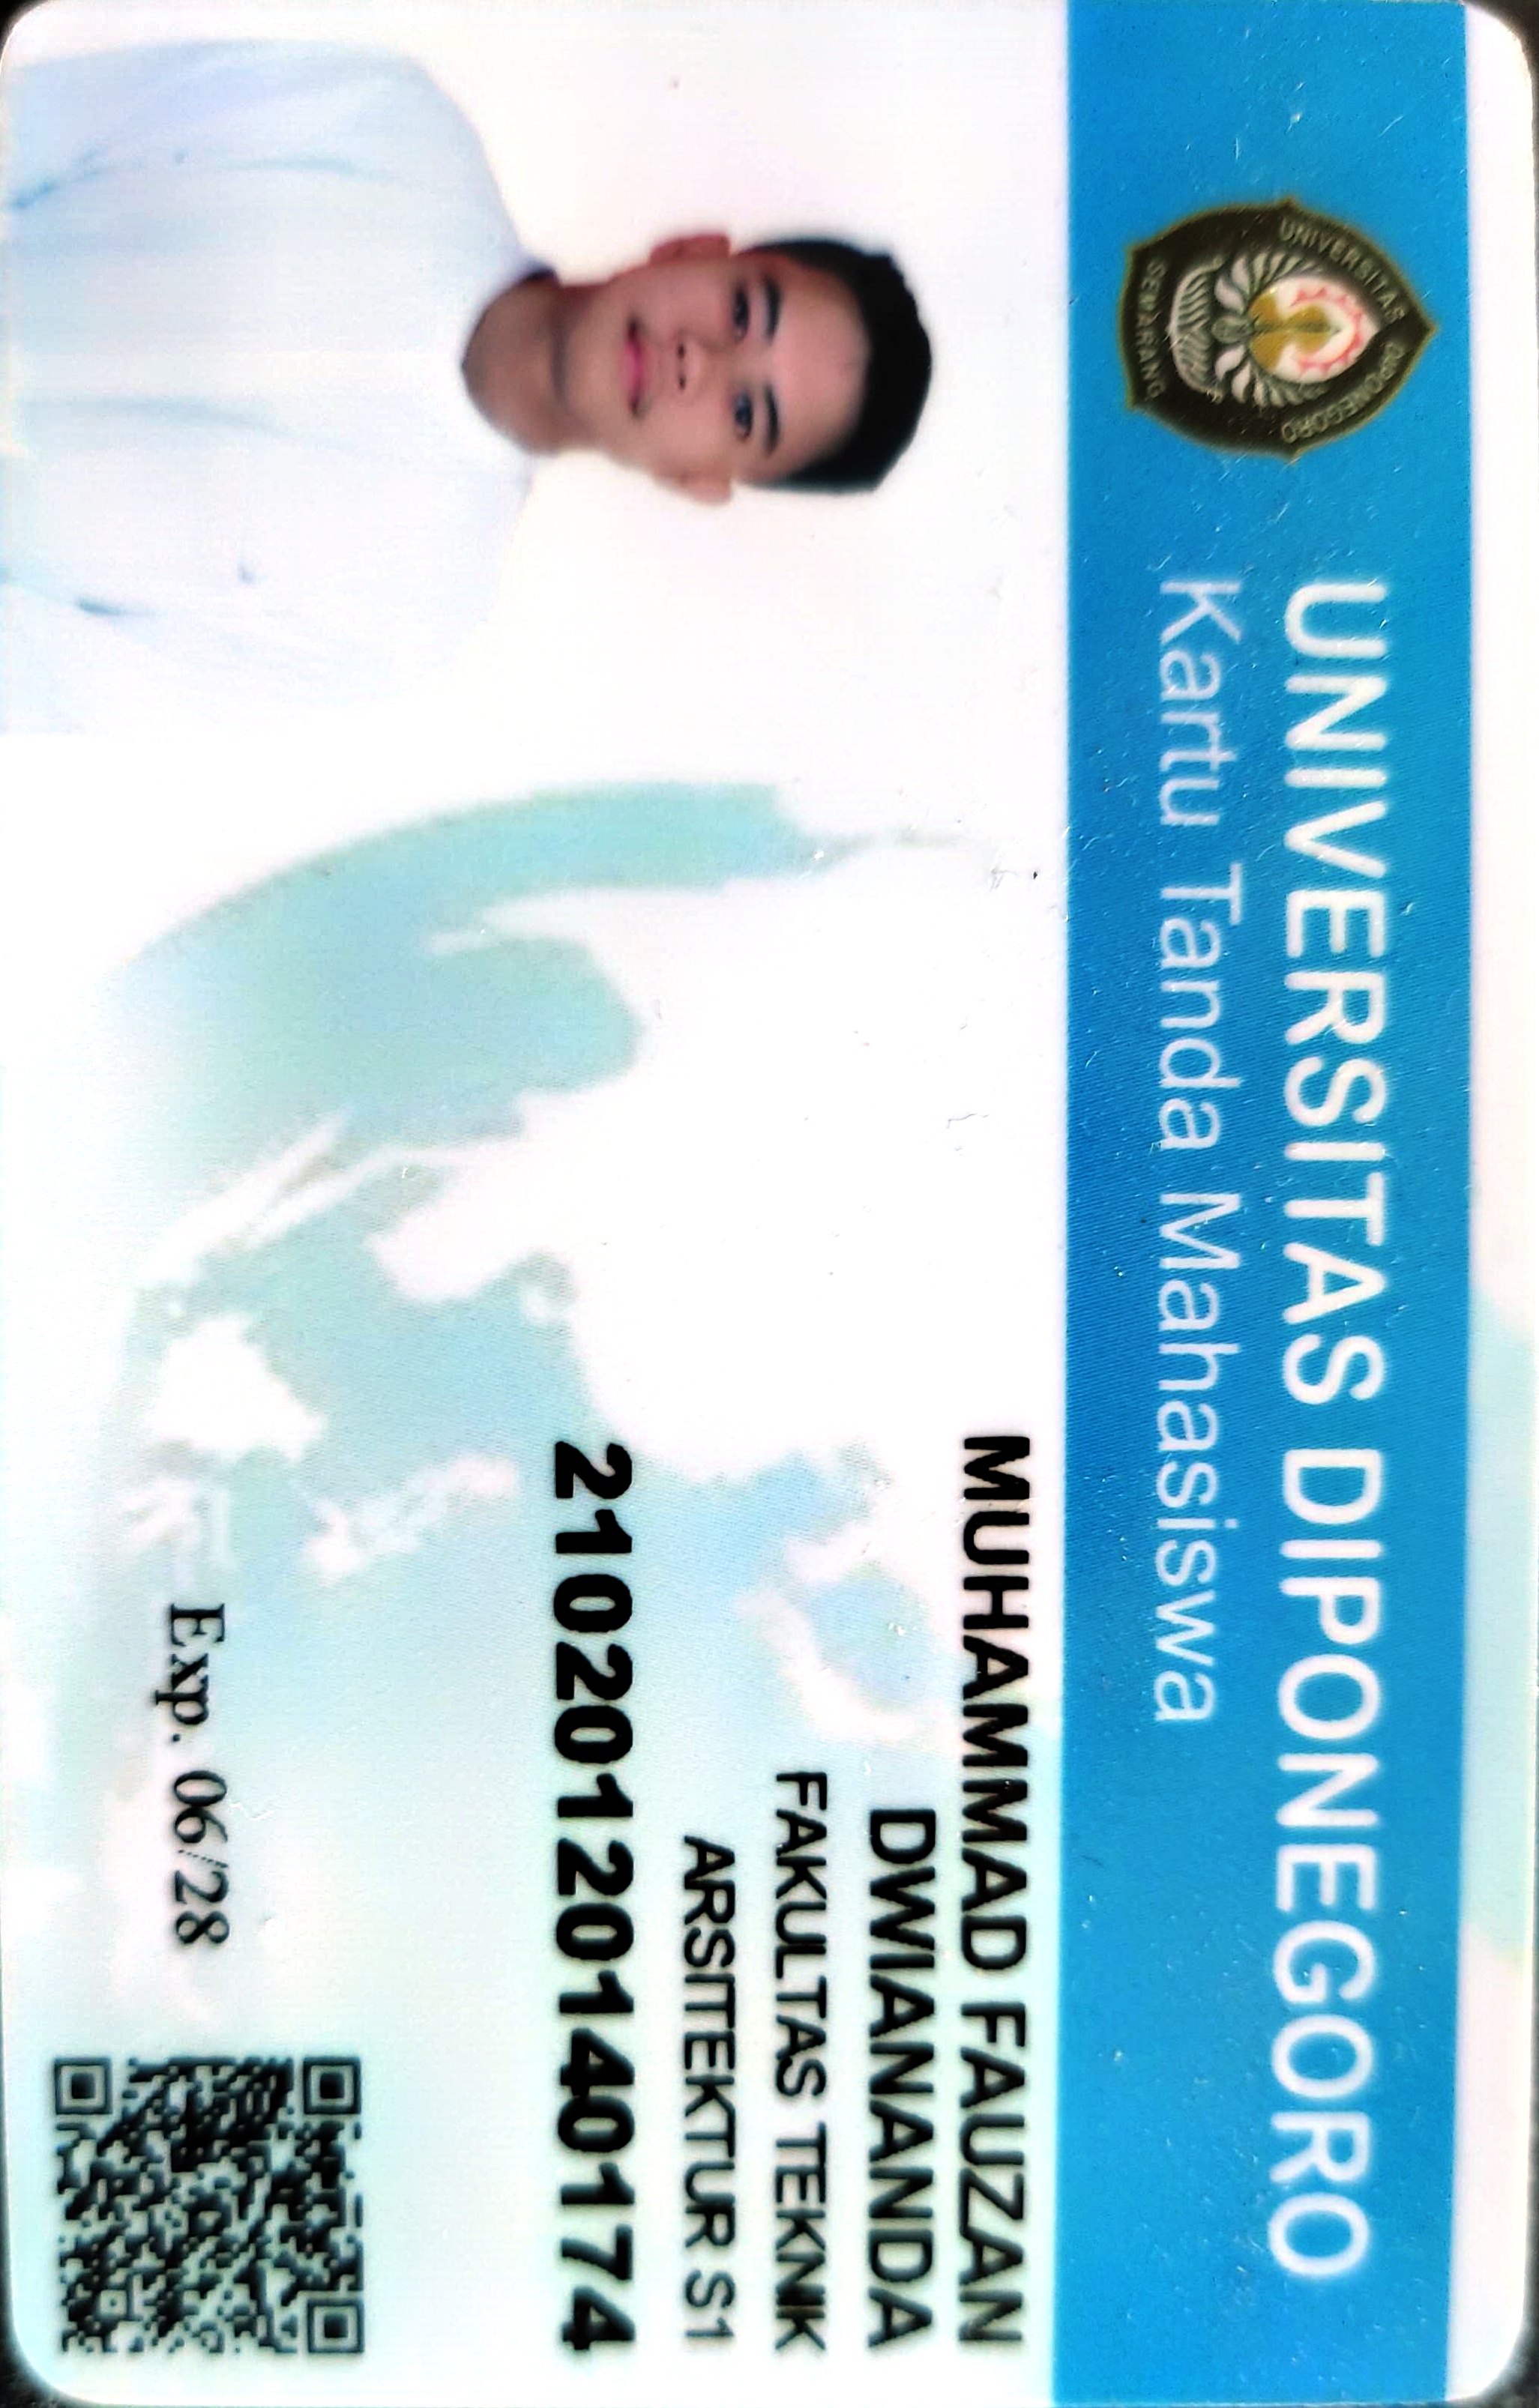 UNIVERSITAS DIPONEGORO
SEMARANG
UNIVERSITAS DIPONEGORO
Kartu Tanda Mahasiswa
MUHAMMAD FAUZAN
DWIANANDA
FAKULTAS TEKNIK
ARSITEKTUR S1
21020120140174
Exp. 06/28